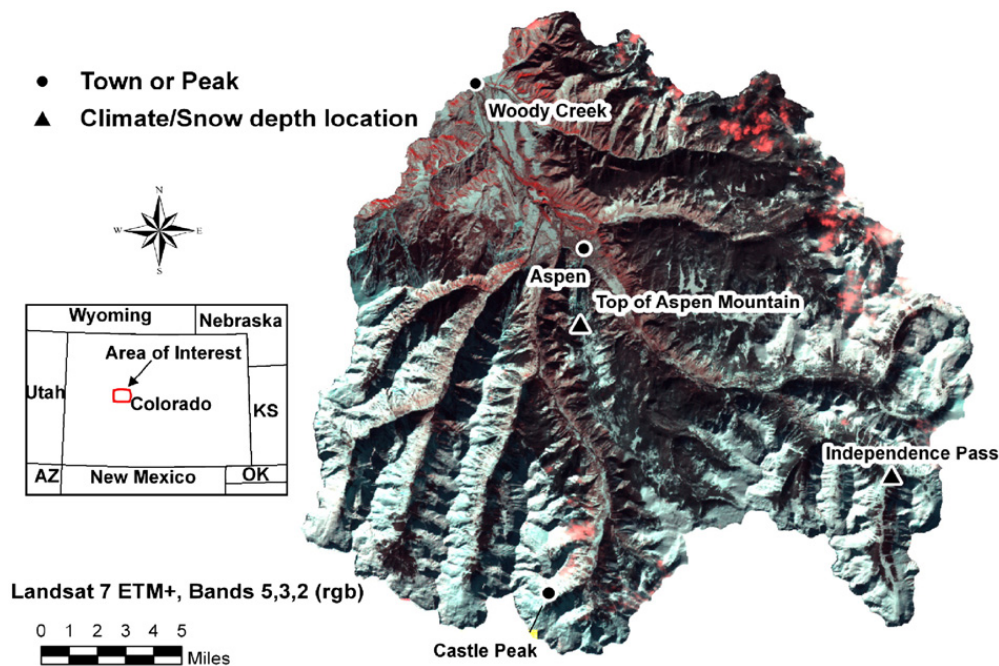 Town or Peak
Climate/Snow depth location
Woody Creek
N
W
E
S
Aspen
Top of Aspen Mountain
Wyoming
Nebraska
Area of Interest
Utah
Colorado
KS
AZ
New Mexico
OK
Independence Pass
Landsat 7 ETM+, Bands 5,3,2 (rgb)
0 1 2 3 4 5
Miles
Castle Peak